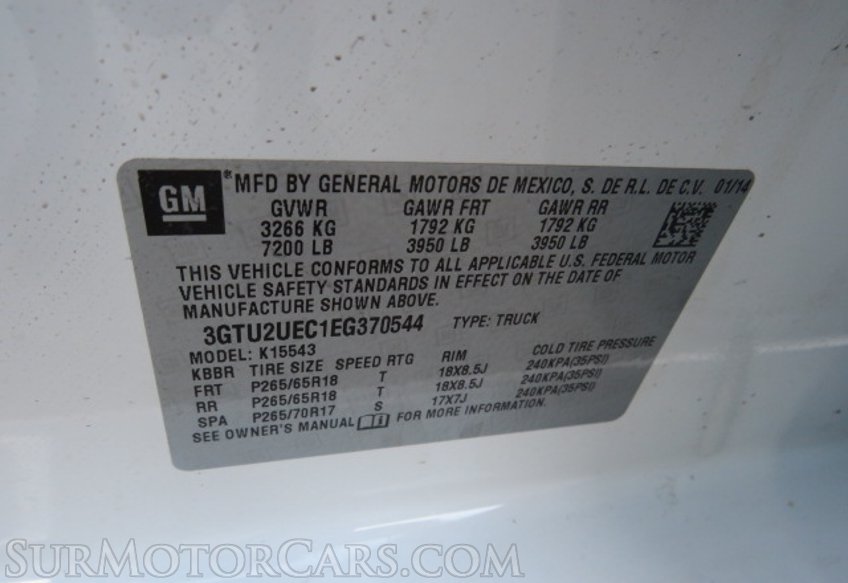 GM ® MFD BY GENERAL MOTORS DE MEXICO, S. DE R.L. DE C.V. 01/14
GVWR GAWR FRT GAWR RR
3266 KG 1792 KG 1792 KG
7200 LB 3950 LB 3950 LB
THIS VEHICLE CONFORMS TO ALL APPLICABLE U.S. FEDERAL MOTOR
VEHICLE SAFETY STANDARDS IN EFFECT ON THE DATE OF
MANUFACTURE SHOWN ABOVE.
3GTU2UEC1EG370544 TYPE: TRUCK
MODEL: K15543
KBBR TIRE SIZE SPEED RTG RIM COLD TIRE PRESSURE
FRT P265/65R18 T 18X8.5J 240KPA(35PSI)
RR P265/65R18 T 18X8.5J 240KPA(35PSI)
SPA P265/70R17 S 17X7J 240KPA(35PSI)
SEE OWNER'S MANUAL FOR MORE INFORMATION.
SURMOTORCARS.COM